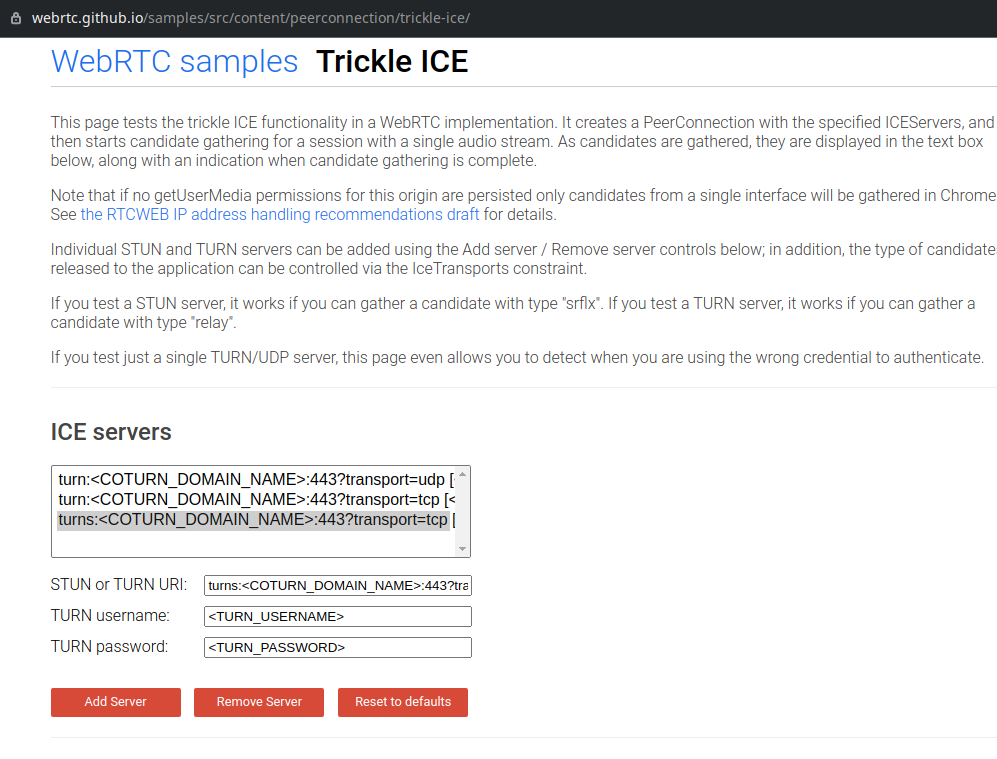 webrtc.github.io/samples/src/content/peerconnection/trickle-ice/
WebRTC samples Trickle ICE
This page tests the trickle ICE functionality in a WebRTC implementation. It creates a PeerConnection with the specified ICEServers, and
then starts candidate gathering for a session with a single audio stream. As candidates are gathered, they are displayed in the text box
below, along with an indication when candidate gathering is complete.
Note that if no getUserMedia permissions for this origin are persisted only candidates from a single interface will be gathered in Chrome
See the RTCWEB IP address handling recommendations draft for details.
Individual STUN and TURN servers can be added using the Add server / Remove server controls below; in addition, the type of candidates
released to the application can be controlled via the IceTransports constraint.
If you test a STUN server, it works if you can gather a candidate with type "srflx". If you test a TURN server, it works if you can gather a
candidate with type "relay".
If you test just a single TURN/UDP server, this page even allows you to detect when you are using the wrong credential to authenticate.
ICE servers
turn:<COTURN_DOMAIN_NAME>:443?transport=udp [<
turn:<COTURN_DOMAIN_NAME>:443?transport=tcp [<
turns:<COTURN_DOMAIN_NAME>:443?transport=tcp [
STUN or TURN URI: turns:<COTURN_DOMAIN_NAME>:443?tra
TURN username: <TURN_USERNAME>
TURN password: <TURN_PASSWORD>
Add Server Remove Server Reset to defaults